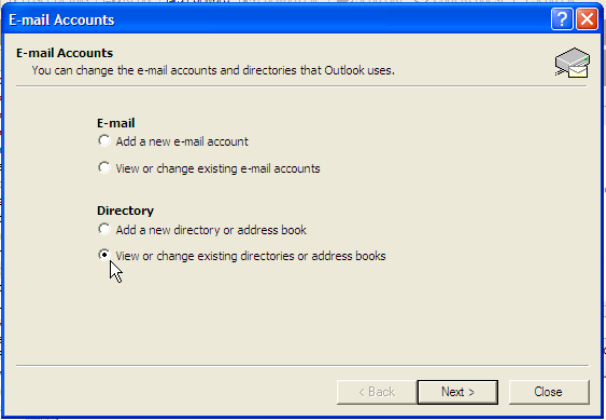 E-mail Accounts
E-mail Accounts
You can change the e-mail accounts and directories that Outlook uses.
E-mail
Add a new e-mail account
View or change existing e-mail accounts
Directory
Add a new directory or address book
View or change existing directories or address books
< Back
Next >
Close